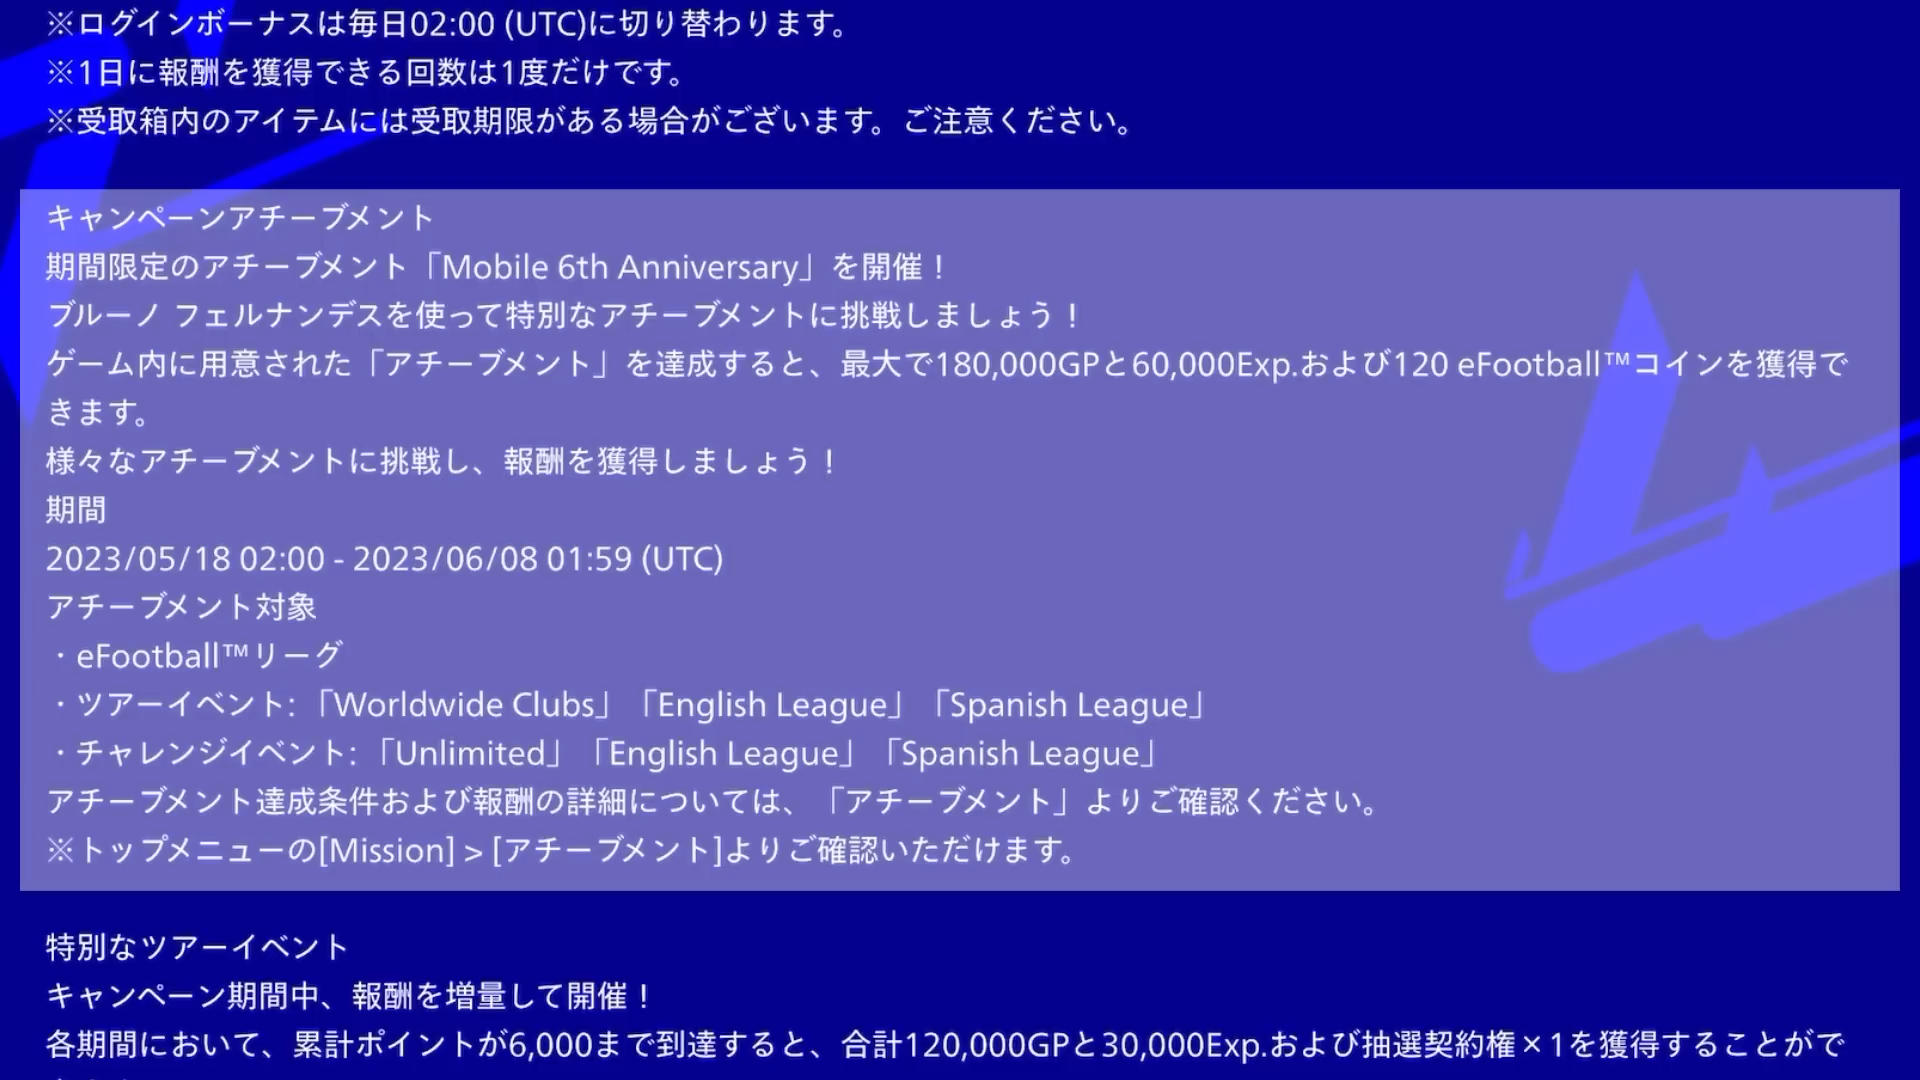 ※ログインボーナスは毎日02:00 (UTC)に切り替わります。
※1日に報酬を獲得できる回数は1度だけです。
※受取箱内のアイテムには受取期限がある場合がございます。ご注意ください。
キャンペーンアチーブメント
期間限定のアチーブメント「Mobile 6th Anniversary」を開催！
ブルーノ フェルナンデスを使って特別なアチーブメントに挑戦しましょう！
ゲーム内に用意された「アチーブメント」を達成すると、最大で180,000GPと60,000Exp.および120 eFootball™コインを獲得で
きます。
様々なアチーブメントに挑戦し、報酬を獲得しましょう！
期間
2023/05/18 02:00 - 2023/06/08 01:59 (UTC)
アチーブメント対象
・eFootball™リーグ
・ツアーイベント:「Worldwide Clubs」「English League」「Spanish League」
・チャレンジイベント:「Unlimited」「English League」「Spanish League」
アチーブメント達成条件および報酬の詳細については、「アチーブメント」よりご確認ください。
※トップメニューの[Mission] > [アチーブメント]よりご確認いただけます。
特別なツアーイベント
キャンペーン期間中、報酬を増量して開催！
各期間において、累計ポイントが6,000まで到達すると、合計120,000GPと30,000Exp.および抽選契約権×1を獲得することがで